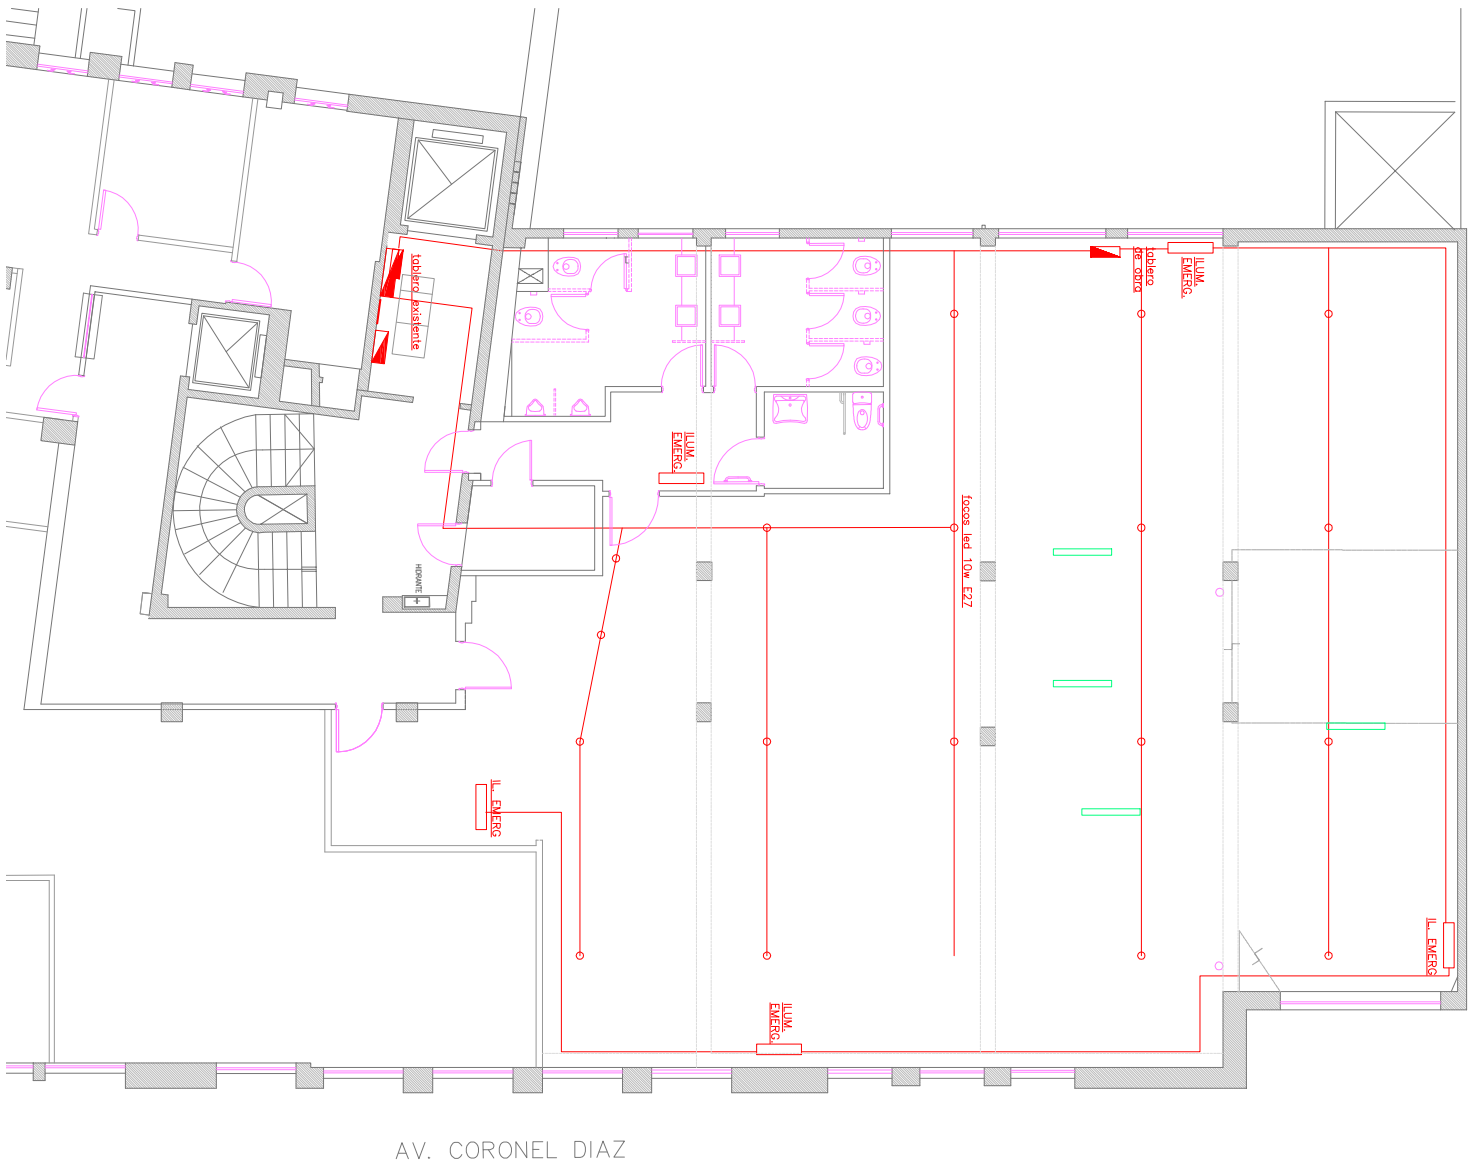 tablero existente
tablero
de obra
ILUM.
EMERG.
ILUM.
EMERG.
focos led 10w E27
HIDRANTE
IL. EMERG
IL. EMERG
ILUM.
EMERG.
AV. CORONEL DIAZ